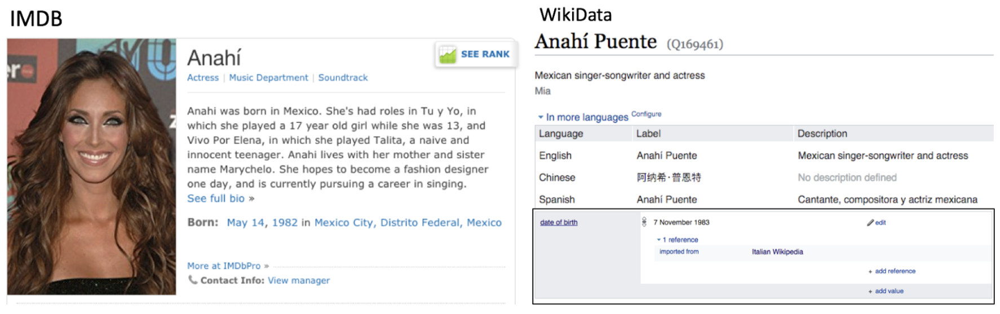 IMDB
Anahí
SEE RANK
Actress | Music Department | Soundtrack
Anahi was born in Mexico. She's had roles in Tu y Yo, in
which she played a 17 year old girl while she was 13, and
Vivo Por Elena, in which she played Talita, a naive and
innocent teenager. Anahi lives with her mother and sister
name Marychelo. She hopes to become a fashion designer
one day, and is currently pursuing a career in singing.
See full bio »
Born: May 14, 1982 in Mexico City, Distrito Federal, Mexico
More at IMDbPro »
Contact Info: View manager
WikiData
Anahí Puente (Q169461)
Mexican singer-songwriter and actress
Mia
In more languages Configure
Language Label Description
English Anahí Puente Mexican singer-songwriter and actress
Chinese 阿纳希·普恩特 No description defined
Spanish Anahí Puente Cantante, compositora y actriz mexicana
date of birth 7 November 1983 edit
1 reference
imported from Italian Wikipedia
+ add reference
+ add value